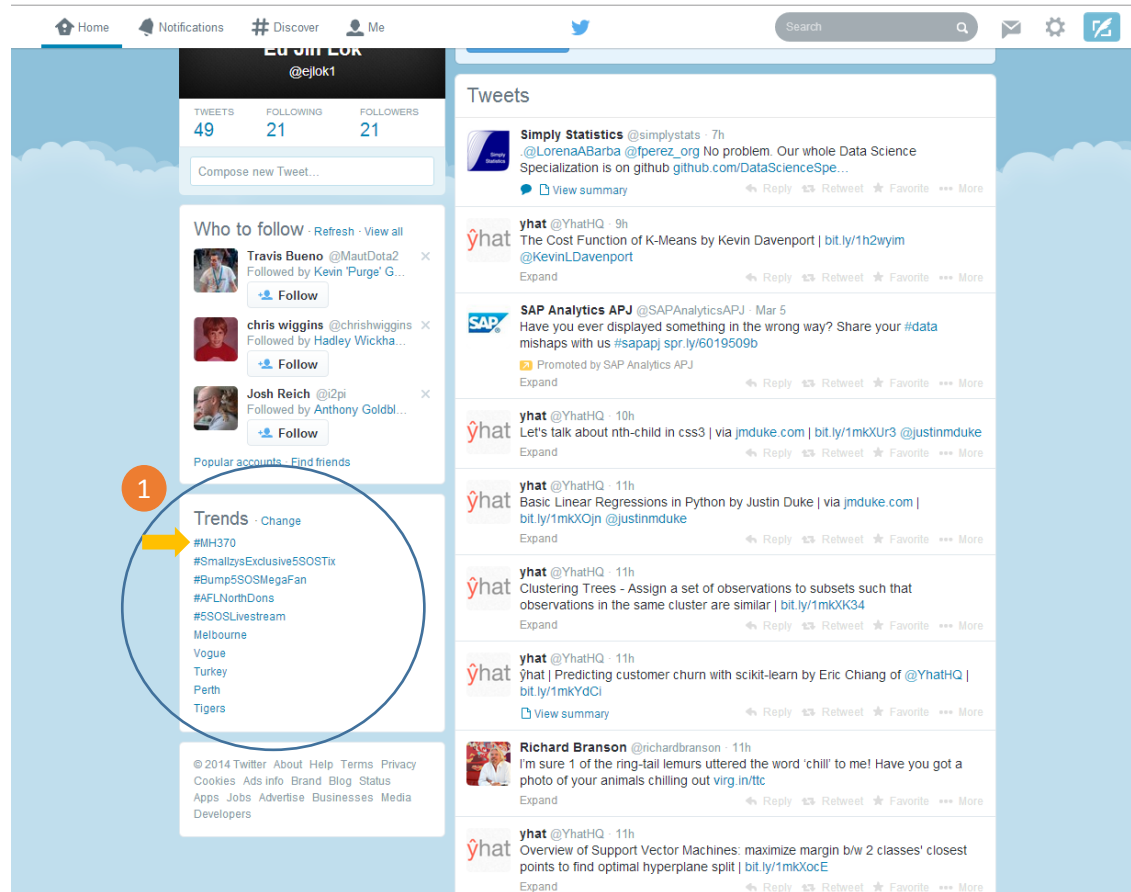 Home Notifications Discover Me Search
Ed Jin Lok
@ejlok1
TWEETS FOLLOWING FOLLOWERS
49 21 21
Compose new Tweet...
Who to follow · Refresh · View all
Travis Bueno @MautDota2
Followed by Kevin 'Purge' G...
Follow
chris wiggins @chrishwiggins
Followed by Hadley Wickha...
Follow
Josh Reich @i2pi
Followed by Anthony Goldbl...
Follow
Popular accounts · Find friends
1
Trends · Change
#MH370
#SmallzysExclusive5SOSTix
#Bump5SOSMegaFan
#AFLNorthDons
#5SOSLivestream
Melbourne
Vogue
Turkey
Perth
Tigers
© 2014 Twitter About Help Terms Privacy
Cookies Ads info Brand Blog Status
Apps Jobs Advertise Businesses Media
Developers
Tweets
Simply Statistics
Simply Statistics @simplystats · 7h
.@LorenaABarba @fperez_org No problem. Our whole Data Science
Specialization is on github github.com/DataScienceSpe...
View summary Reply Retweet Favorite More
ŷhat
yhat @YhatHQ · 9h
The Cost Function of K-Means by Kevin Davenport | bit.ly/1h2wyim
@KevinLDavenport
Expand Reply Retweet Favorite More
SAP
SAP Analytics APJ @SAPAnalyticsAPJ · Mar 5
Have you ever displayed something in the wrong way? Share your #data
mishaps with us #sapapj spr.ly/6019509b
Promoted by SAP Analytics APJ
Expand Reply Retweet Favorite More
ŷhat
yhat @YhatHQ · 10h
Let's talk about nth-child in css3 | via jmduke.com | bit.ly/1mkXUr3 @justinmduke
Expand Reply Retweet Favorite More
ŷhat
yhat @YhatHQ · 11h
Basic Linear Regressions in Python by Justin Duke | via jmduke.com |
bit.ly/1mkXOjn @justinmduke
Expand Reply Retweet Favorite More
ŷhat
yhat @YhatHQ · 11h
Clustering Trees - Assign a set of observations to subsets such that
observations in the same cluster are similar | bit.ly/1mkXK34
Expand Reply Retweet Favorite More
ŷhat
yhat @YhatHQ · 11h
ŷhat | Predicting customer churn with scikit-learn by Eric Chiang of @YhatHQ |
bit.ly/1mkYdCi
View summary Reply Retweet Favorite More
Richard Branson @richardbranson · 11h
I'm sure 1 of the ring-tail lemurs uttered the word 'chill' to me! Have you got a
photo of your animals chilling out virg.in/ttc
Expand Reply Retweet Favorite More
ŷhat
yhat @YhatHQ · 11h
Overview of Support Vector Machines: maximize margin b/w 2 classes' closest
points to find optimal hyperplane split | bit.ly/1mkXocE
Expand Reply Retweet Favorite More